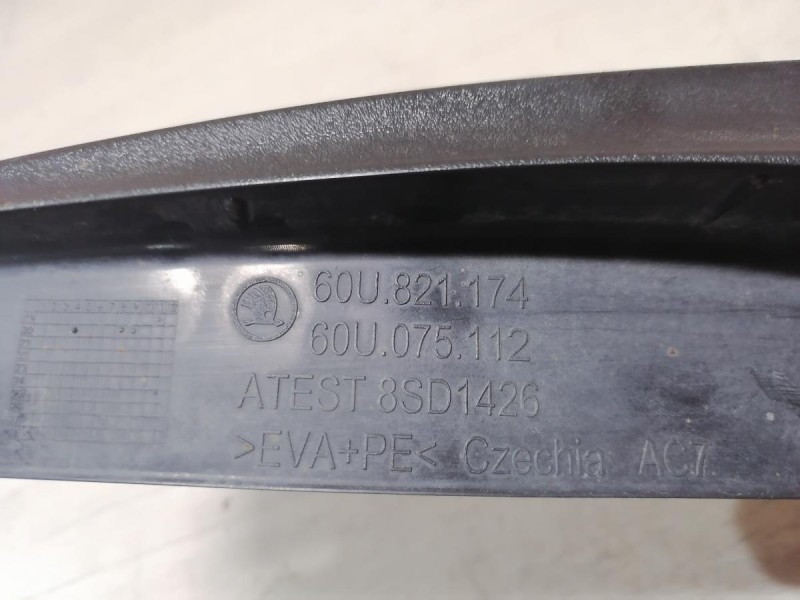 60U.821.174
60U.075.112
ATEST 8SD1426
>EVA+PE< Czechia AC7